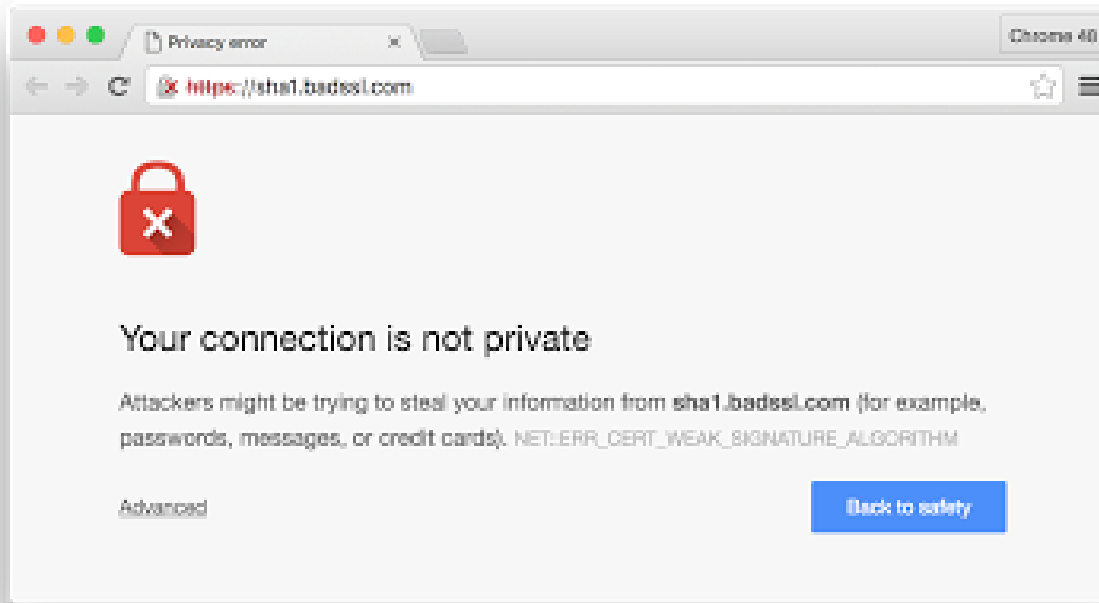 Privacy error
Chrome 48
https://sha1.badssl.com
Your connection is not private
Attackers might be trying to steal your information from sha1.badssl.com (for example,
passwords, messages, or credit cards). NET::ERR_CERT_WEAK_SIGNATURE_ALGORITHM
Advanced
Back to safety